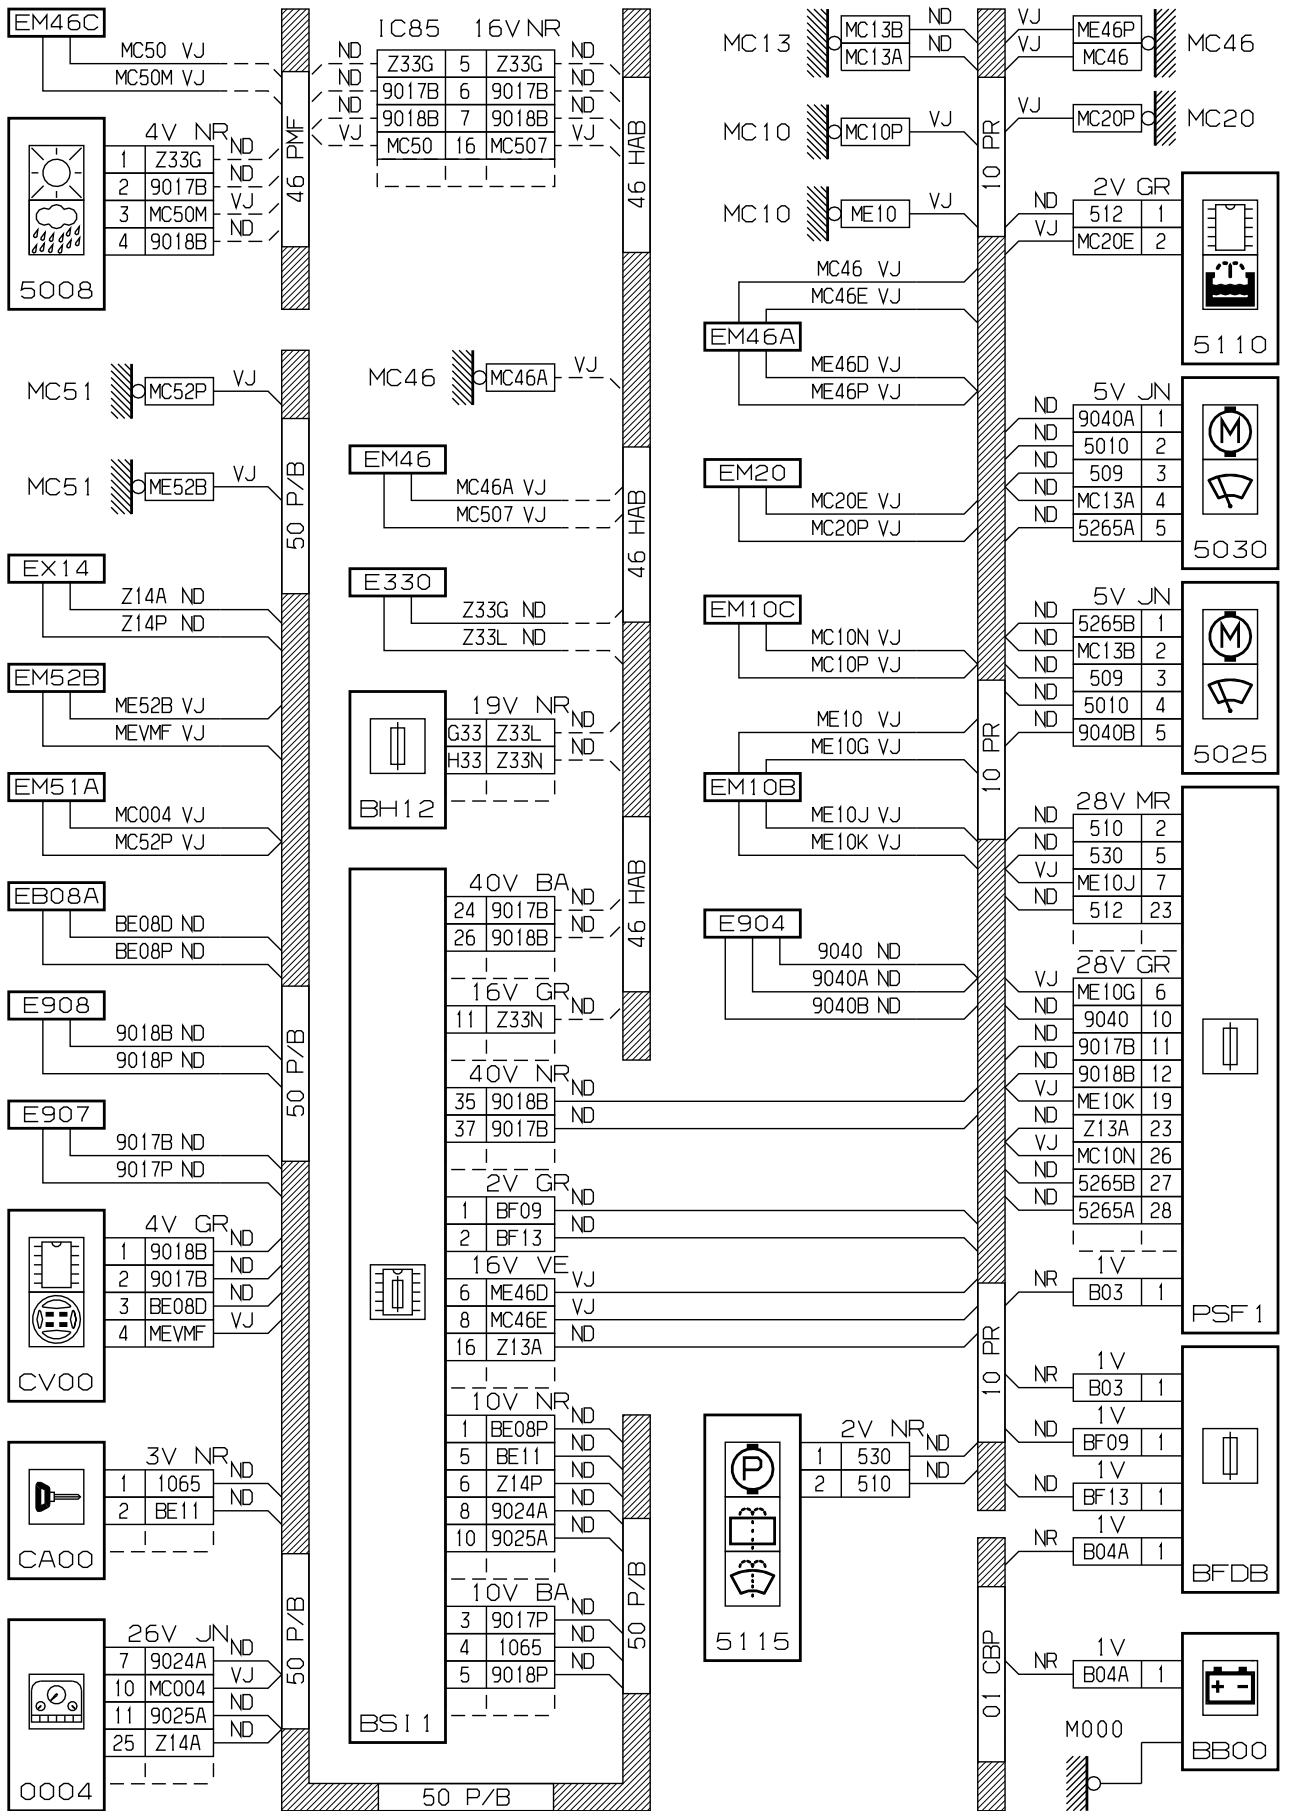 EM46C
MC50 VJ
MC50M VJ
4V NR
1 Z33G ND
2 9017B ND
3 MC50M VJ
4 9018B ND
5008
46 PMF
IC85 16V NR
ND Z33G 5 Z33G ND
ND 9017B 6 9017B ND
ND 9018B 7 9018B ND
VJ MC50 16 MC507 VJ
46 HAB
MC51 MC52P VJ
MC51 ME52B VJ
50 P/B
EX14
Z14A ND
Z14P ND
EM52B
ME52B VJ
MEVMF VJ
EM51A
MC004 VJ
MC52P VJ
EB08A
BE08D ND
BE08P ND
E908
9018B ND
9018P ND
50 P/B
E907
9017B ND
9017P ND
4V GR
1 9018B ND
2 9017B ND
3 BE08D ND
4 MEVMF VJ
CV00
3V NR
1 1065 ND
2 BE11 ND
CA00
50 P/B
26V JN
7 9024A ND
10 MC004 VJ
11 9025A ND
25 Z14A ND
0004
MC46 MC46A VJ
EM46
MC46A VJ
MC507 VJ
46 HAB
E330
Z33G ND
Z33L ND
19V NR
G33 Z33L ND
H33 Z33N ND
BH12
46 HAB
40V BA
24 9017B ND
26 9018B ND
16V GR
11 Z33N ND
40V NR
35 9018B ND
37 9017B ND
2V GR
1 BF09 ND
2 BF13 ND
16V VE
6 ME46D VJ
8 MC46E VJ
16 Z13A ND
10V NR
1 BE08P ND
5 BE11 ND
6 Z14P ND
8 9024A ND
10 9025A ND
10V BA
3 9017P ND
4 1065 ND
5 9018P ND
BSI1
50 P/B
50 P/B
MC13 MC13B ND
MC13A ND
MC10 MC10P VJ
MC10 ME10 VJ
10 PR
MC46 VJ
MC46E VJ
EM46A
ME46D VJ
ME46P VJ
EM20
MC20E VJ
MC20P VJ
EM10C
MC10N VJ
MC10P VJ
ME10 VJ
ME10G VJ
EM10B
ME10J VJ
ME10K VJ
10 PR
E904
9040 ND
9040A ND
9040B ND
10 PR
2V NR
1 530 ND
2 510 ND
5115
VJ ME46P MC46
VJ MC46
VJ MC20P MC20
2V GR
ND 512 1
VJ MC20E 2
5110
5V JN
ND 9040A 1
ND 5010 2
ND 509 3
ND MC13A 4
ND 5265A 5
5030
5V JN
ND 5265B 1
ND MC13B 2
ND 509 3
ND 5010 4
ND 9040B 5
5025
28V MR
ND 510 2
ND 530 5
VJ ME10J 7
ND 512 23
28V GR
VJ ME10G 6
ND 9040 10
ND 9017B 11
ND 9018B 12
VJ ME10K 19
ND Z13A 23
VJ MC10N 26
ND 5265B 27
ND 5265A 28
1V
NR B03 1
PSF1
1V
NR B03 1
1V
ND BF09 1
1V
ND BF13 1
1V
NR B04A 1
BFDB
01 CBP
1V
NR B04A 1
M000
BB00
M
M
P
+ -